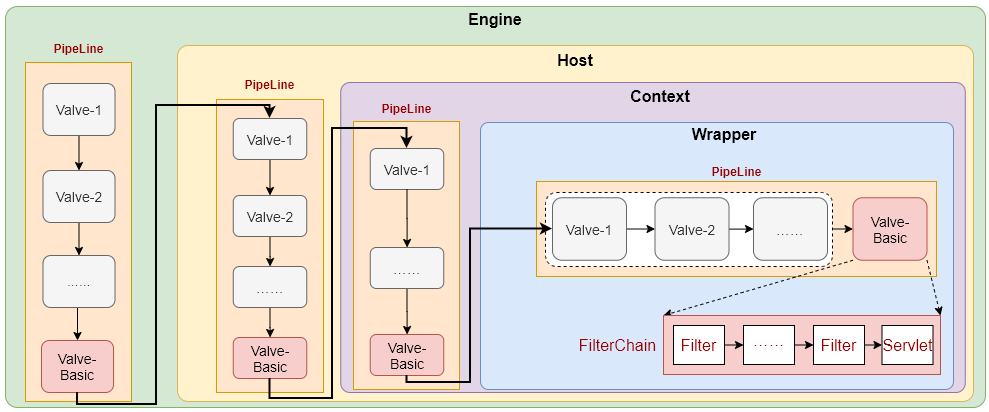 Engine
PipeLine
Valve-1
Valve-2
......
Valve-
Basic
Host
PipeLine
Valve-1
Valve-2
......
Valve-
Basic
Context
PipeLine
Valve-1
......
Valve-
Basic
Wrapper
PipeLine
Valve-1
Valve-2
......
Valve-
Basic
FilterChain
Filter
......
Filter
Servlet